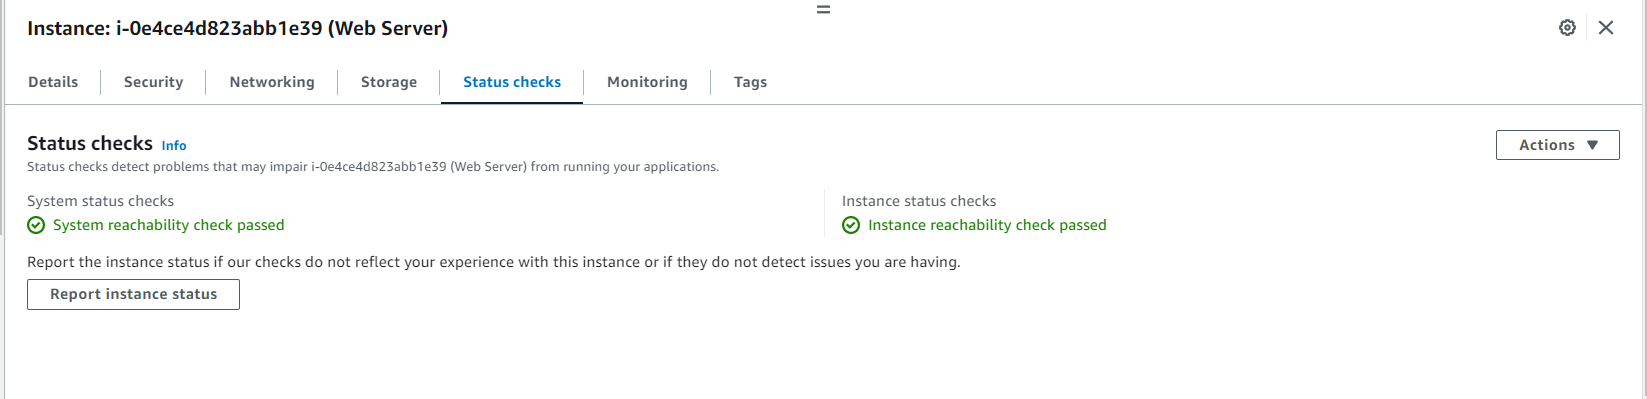 Instance: i-0e4ce4d823abb1e39 (Web Server)
Details Security Networking Storage Status checks Monitoring Tags
Status checks Info
Actions ▼
Status checks detect problems that may impair i-0e4ce4d823abb1e39 (Web Server) from running your applications.
System status checks
System reachability check passed
Instance status checks
Instance reachability check passed
Report the instance status if our checks do not reflect your experience with this instance or if they do not detect issues you are having.
Report instance status